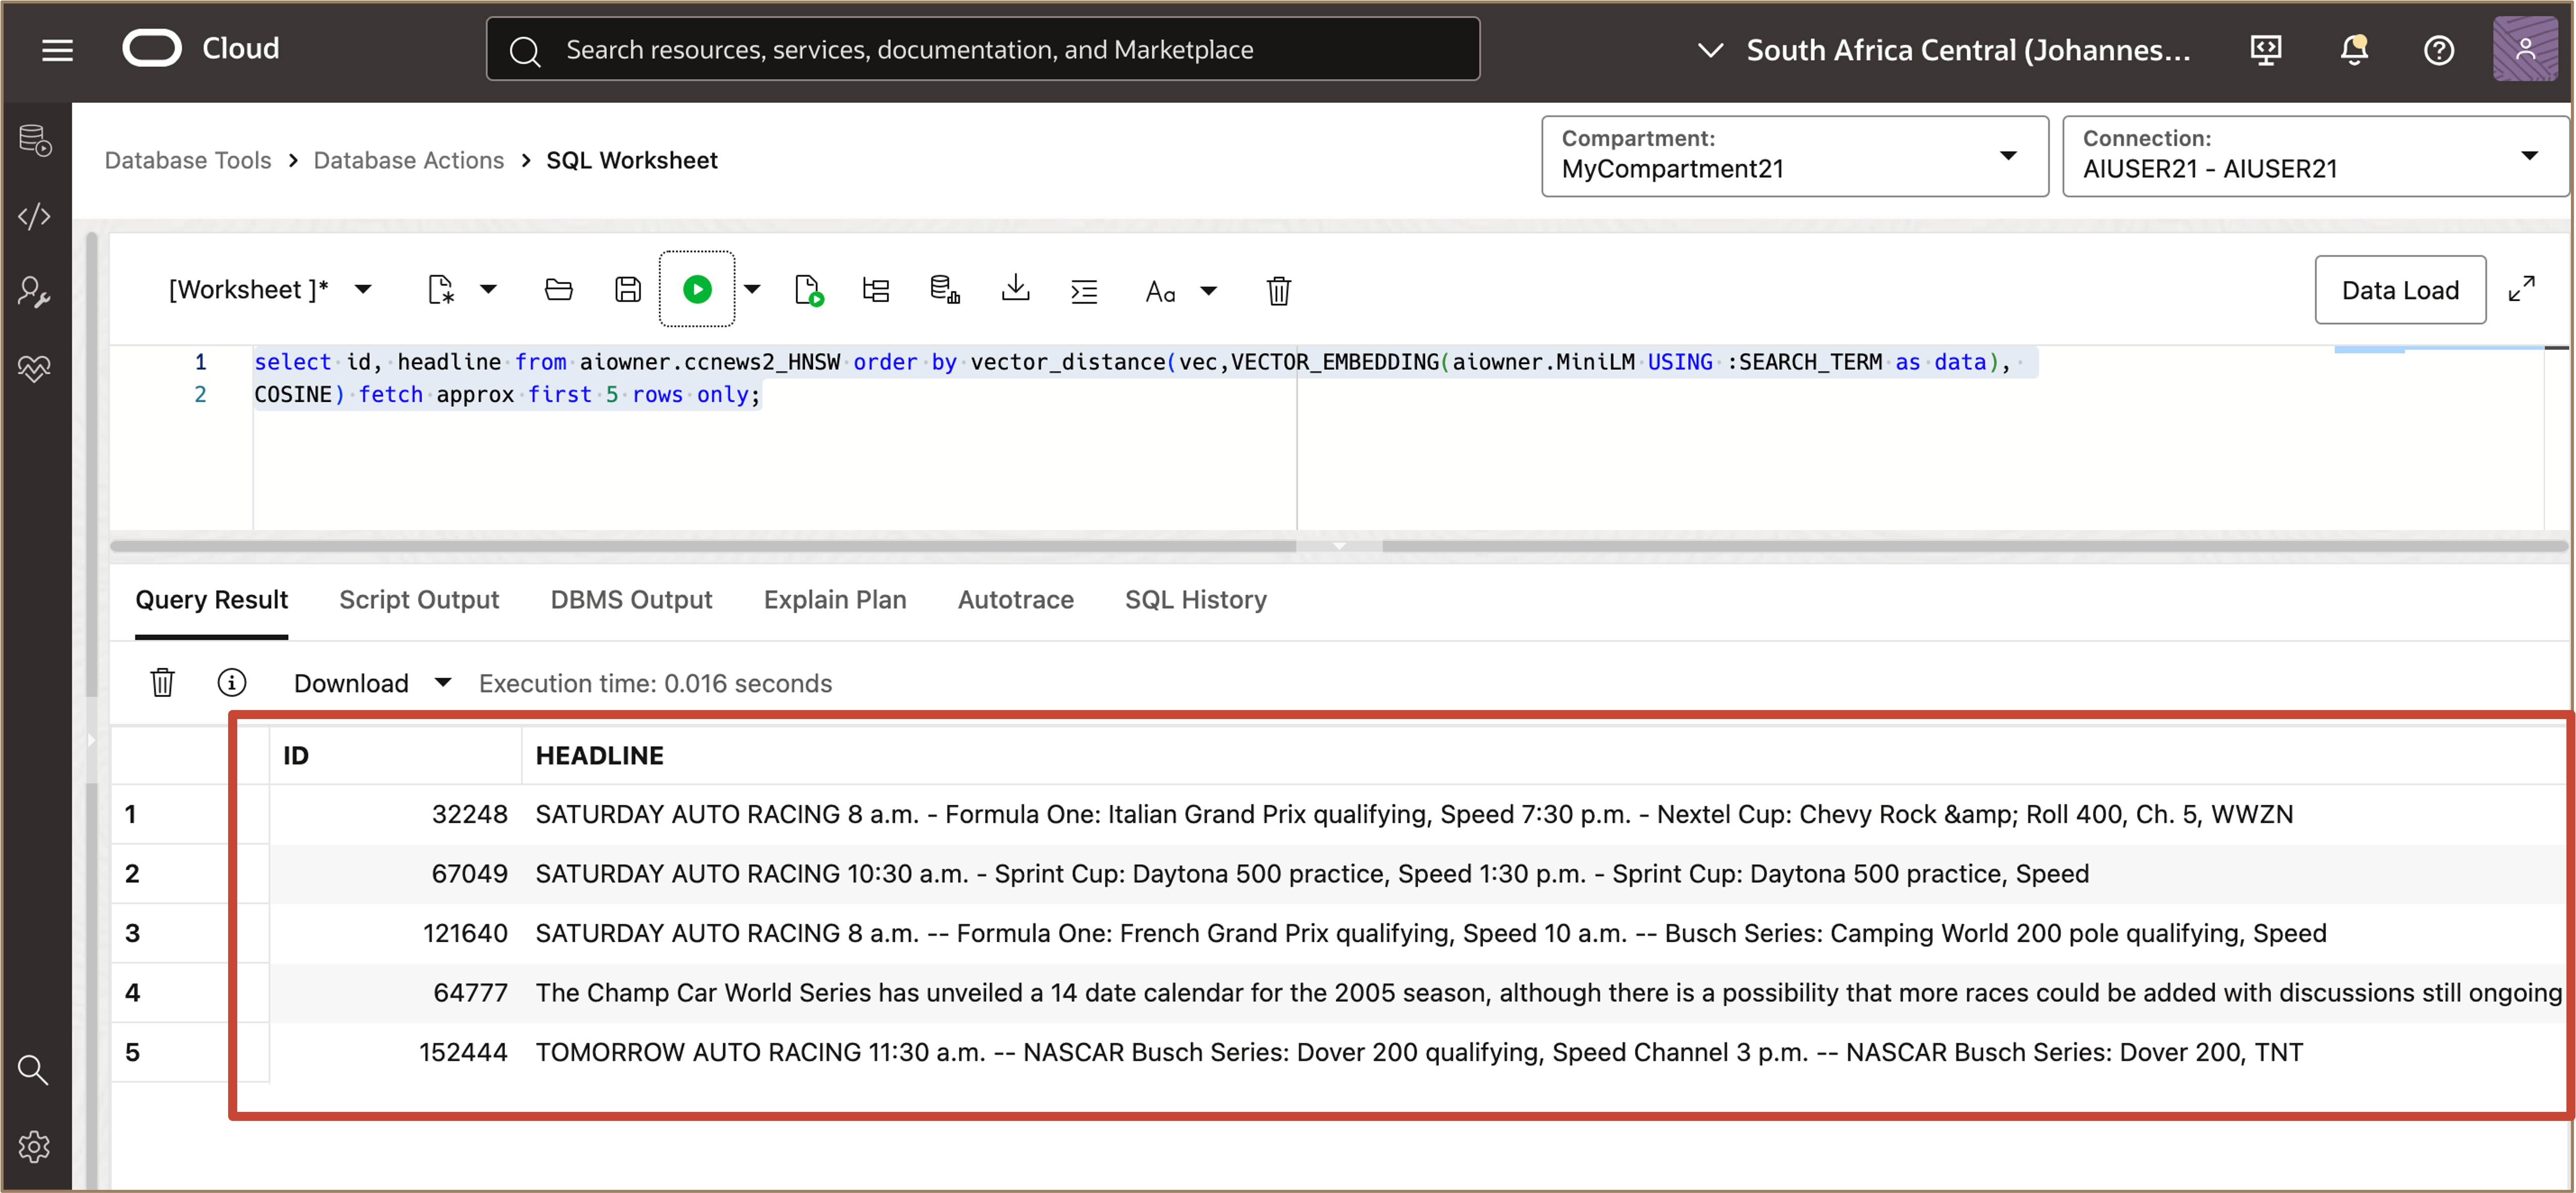 Cloud
Search resources, services, documentation, and Marketplace
South Africa Central (Johannes...
Database Tools > Database Actions > SQL Worksheet
Compartment:
MyCompartment21
Connection:
AIUSER21 - AIUSER21
[Worksheet ]*
Aa
Data Load
1 select id, headline from aiowner.ccnews2_HNSW order by vector_distance(vec,VECTOR_EMBEDDING(aiowner.MiniLM USING :SEARCH_TERM as data),
2 COSINE) fetch approx first 5 rows only;
Query Result Script Output DBMS Output Explain Plan Autotrace SQL History
Download Execution time: 0.016 seconds
ID HEADLINE
1 32248 SATURDAY AUTO RACING 8 a.m. - Formula One: Italian Grand Prix qualifying, Speed 7:30 p.m. - Nextel Cup: Chevy Rock &amp; Roll 400, Ch. 5, WWZN
2 67049 SATURDAY AUTO RACING 10:30 a.m. - Sprint Cup: Daytona 500 practice, Speed 1:30 p.m. - Sprint Cup: Daytona 500 practice, Speed
3 121640 SATURDAY AUTO RACING 8 a.m. -- Formula One: French Grand Prix qualifying, Speed 10 a.m. -- Busch Series: Camping World 200 pole qualifying, Speed
4 64777 The Champ Car World Series has unveiled a 14 date calendar for the 2005 season, although there is a possibility that more races could be added with discussions still ongoing
5 152444 TOMORROW AUTO RACING 11:30 a.m. -- NASCAR Busch Series: Dover 200 qualifying, Speed Channel 3 p.m. -- NASCAR Busch Series: Dover 200, TNT